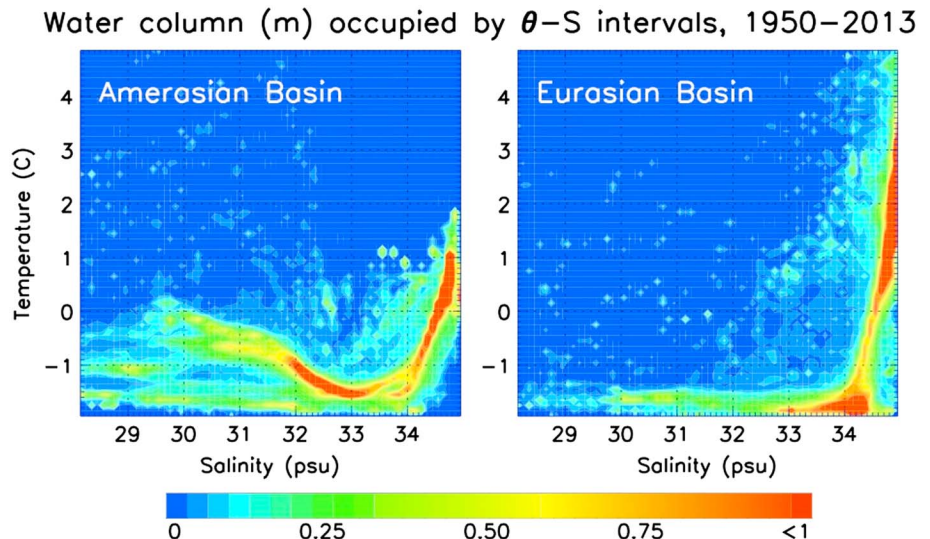 Water column (m) occupied by θ-S intervals, 1950-2013
Amerasian Basin
Eurasian Basin
Temperature (C)
4
3
2
1
0
-1
4
3
2
1
0
-1
29 30 31 32 33 34
29 30 31 32 33 34
Salinity (psu)
Salinity (psu)
0 0.25 0.50 0.75 <1